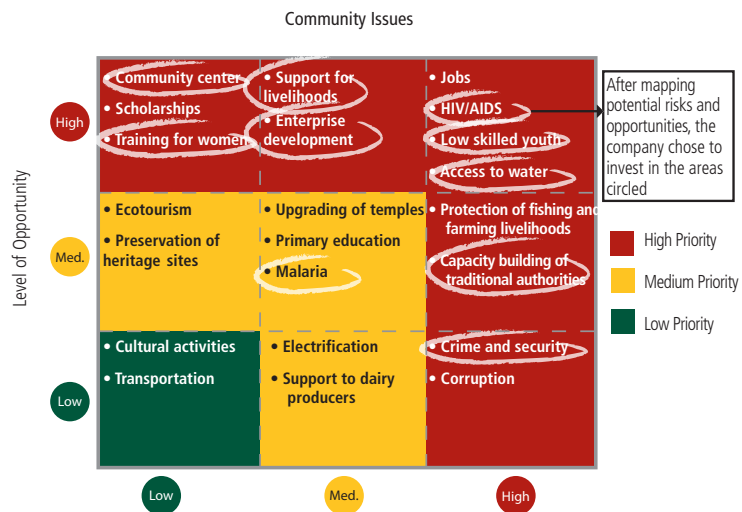 Community Issues
Level of Opportunity
High
• Community center
• Scholarships
• Training for women
• Support for
livelihoods
• Enterprise
development
• Jobs
• HIV/AIDS
• Low skilled youth
• Access to water
After mapping
potential risks and
opportunities, the
company chose to
invest in the areas
circled
Med.
• Ecotourism
• Preservation of
heritage sites
• Upgrading of temples
• Primary education
• Malaria
• Protection of fishing and
farming livelihoods
• Capacity building of
traditional authorities
High Priority
Medium Priority
Low Priority
Low
• Cultural activities
• Transportation
• Electrification
• Support to dairy
producers
• Crime and security
• Corruption
Low
Med.
High